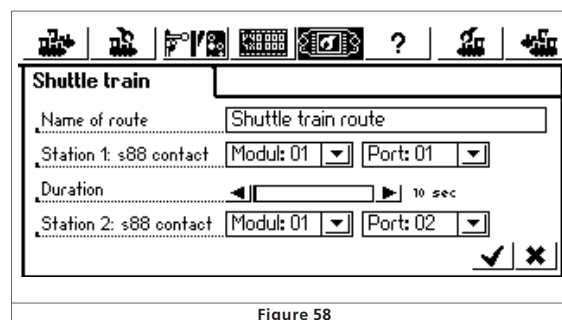 ?
Shuttle train
Name of route Shuttle train route
Station 1: s88 contact Modul: 01 Port: 01
Duration 10 sec
Station 2: s88 contact Modul: 01 Port: 02
Figure 58